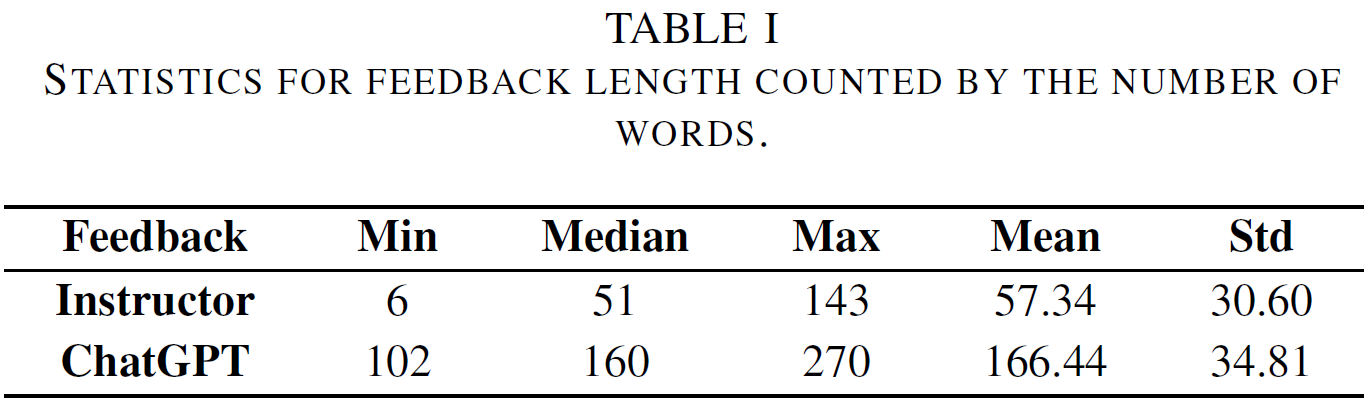 TABLE I
STATISTICS FOR FEEDBACK LENGTH COUNTED BY THE NUMBER OF
WORDS.
Feedback Min Median Max Mean Std
Instructor 6 51 143 57.34 30.60
ChatGPT 102 160 270 166.44 34.81